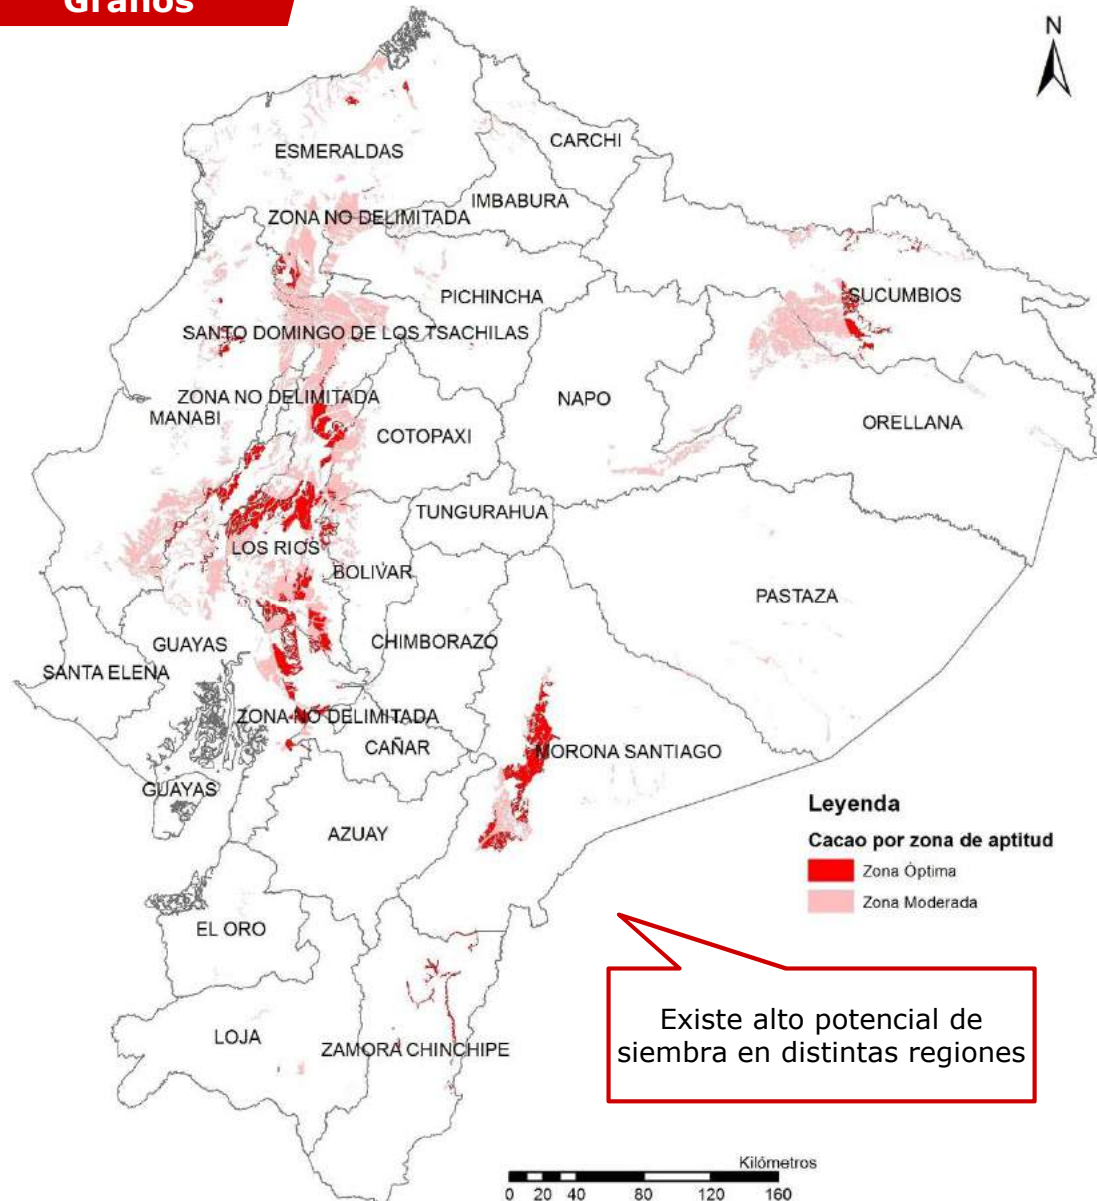 Granos
N
CARCHI
ESMERALDAS
IMBABURA
ZONA NO DELIMITADA
PICHINCHA
SUCUMBIOS
SANTO DOMINGO DE LOS TSACHILAS
ZONA NO DELIMITADA
NAPO
MANABI
ORELLANA
COTOPAXI
TUNGURAHUA
LOS RIOS
BOLIVAR
PASTAZA
GUAYAS
CHIMBORAZO
SANTA ELENA
ZONA NO DELIMITADA
CAÑAR
MORONA SANTIAGO
GUAYAS
AZUAY
Leyenda
Cacao por zona de aptitud
Zona Óptima
Zona Moderada
EL ORO
Existe alto potencial de
siembra en distintas regiones
LOJA
ZAMORA CHINCHIPE
Kilómetros
0 20 40 80 120 160